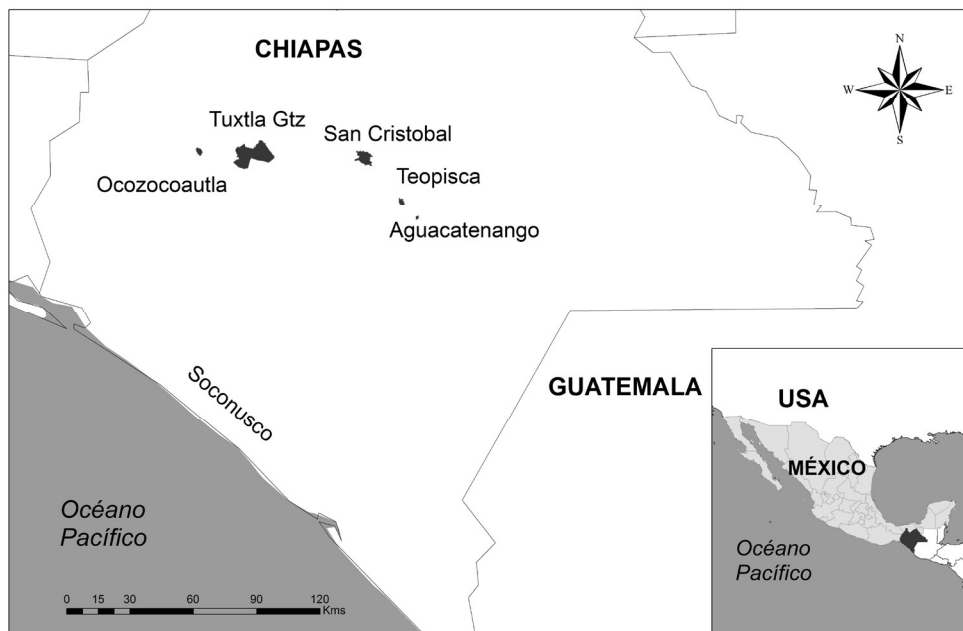 CHIAPAS
N
W E
S
Tuxtla Gtz
San Cristobal
Ocozocoautla
Teopisca
Aguacatenango
Soconusco
GUATEMALA
USA
MÉXICO
Océano
Pacífico
Océano
Pacífico
0 15 30 60 90 120
Kms